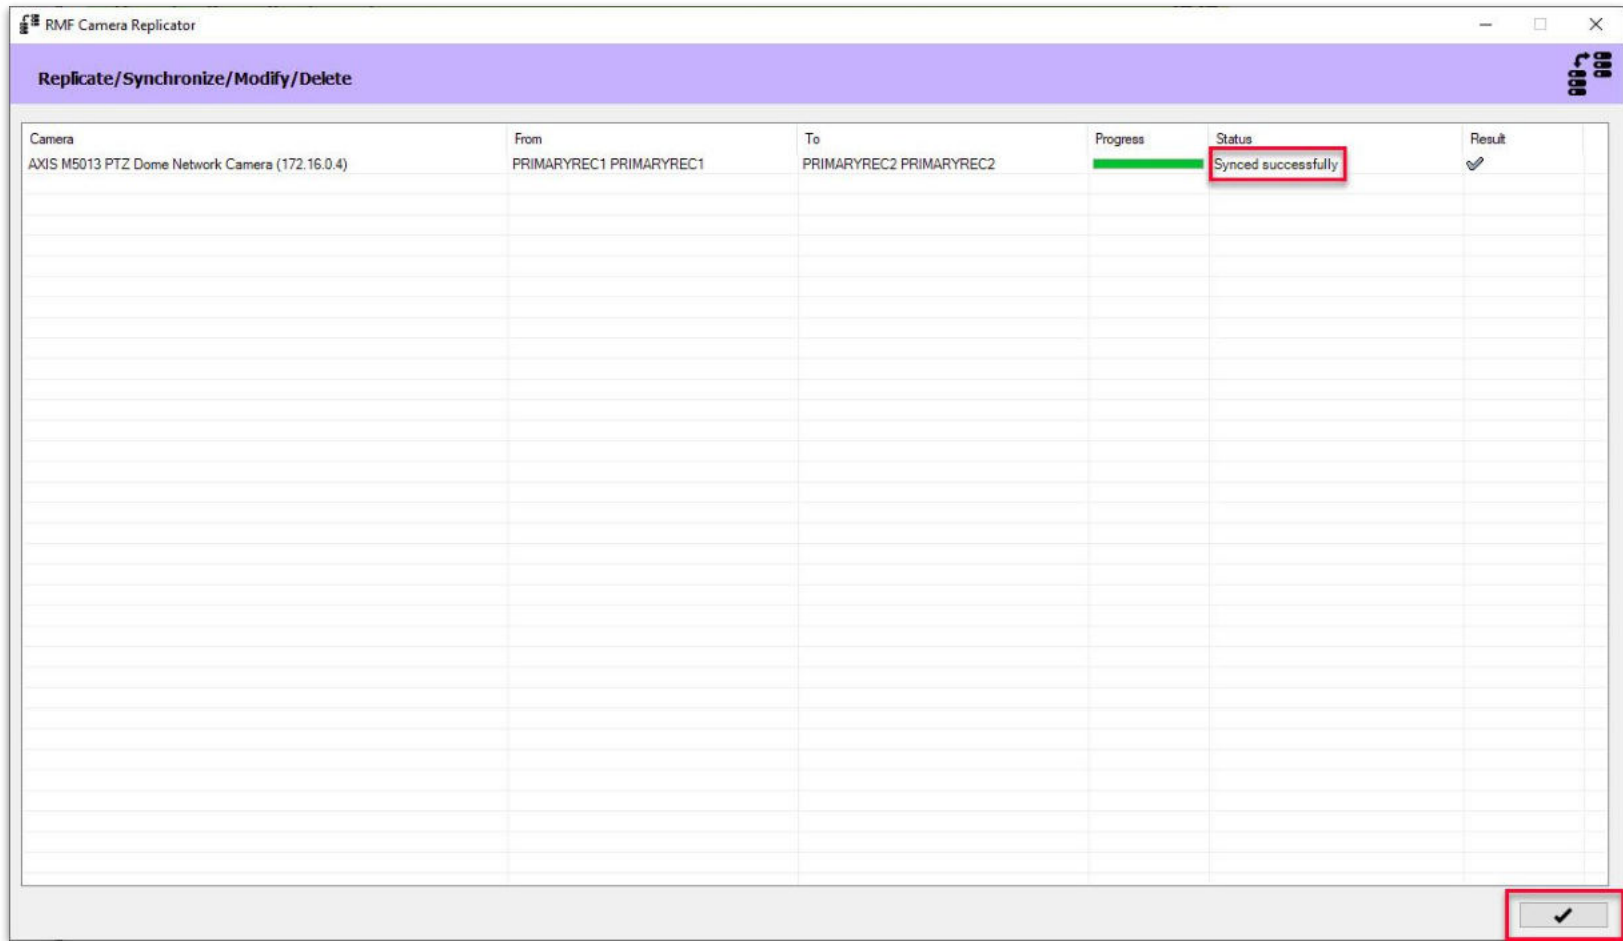 RMF Camera Replicator
Replicate/Synchronize/Modify/Delete
Camera From To Progress Status Result
AXIS M5013 PTZ Dome Network Camera (172.16.0.4) PRIMARYREC1 PRIMARYREC1 PRIMARYREC2 PRIMARYREC2 Synced successfully